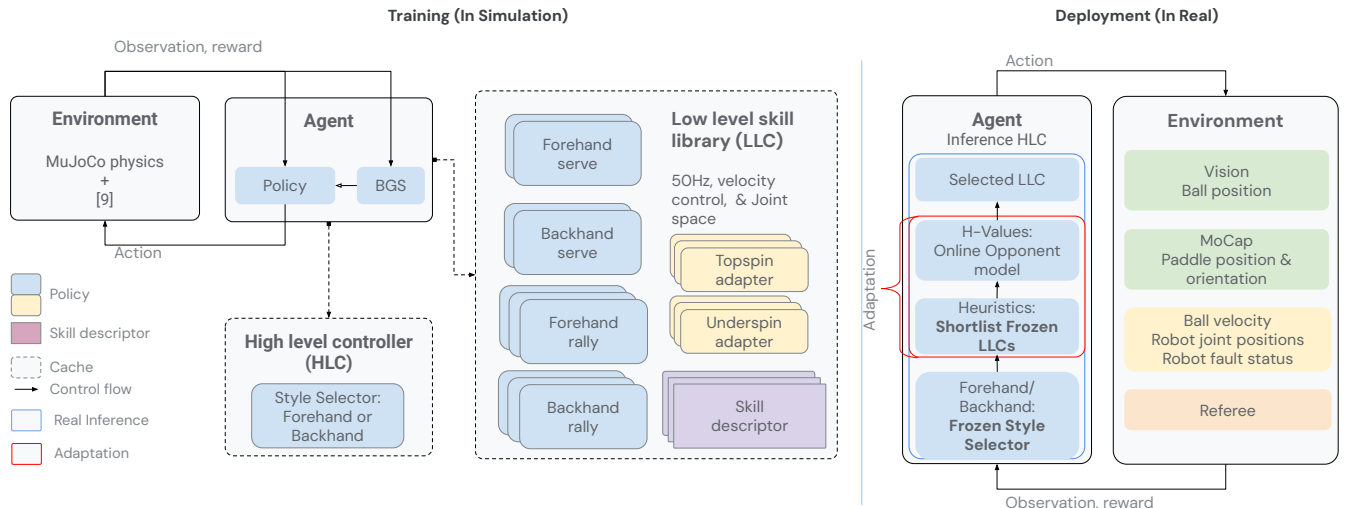 Training (In Simulation)
Observation, reward
Environment
MuJoCo physics
+
[9]
Agent
Policy
BGS
Action
Policy
Skill descriptor
Cache
Control flow
Real Inference
Adaptation
High level controller
(HLC)
Style Selector:
Forehand or
Backhand
Low level skill
library (LLC)
50Hz, velocity
control, & Joint
space
Forehand
serve
Backhand
serve
Forehand
rally
Backhand
rally
Topspin
adapter
Underspin
adapter
Skill
descriptor
Deployment (In Real)
Action
Agent
Inference HLC
Selected LLC
H-Values:
Online Opponent
model
Heuristics:
Shortlist Frozen
LLCs
Forehand/
Backhand:
Frozen Style
Selector
Adaptation
Environment
Vision
Ball position
MoCap
Paddle position &
orientation
Ball velocity
Robot joint positions
Robot fault status
Referee
Observation, reward